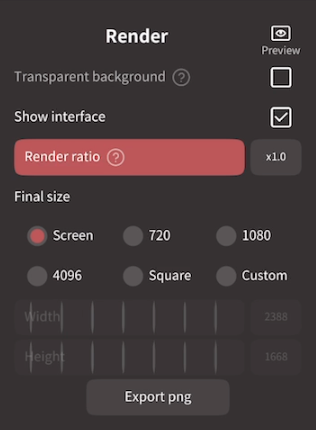 Render
Preview
Transparent background ?
Show interface
Render ratio ?
x1.0
Final size
Screen
720
1080
4096
Square
Custom
Width
2388
Height
1668
Export png